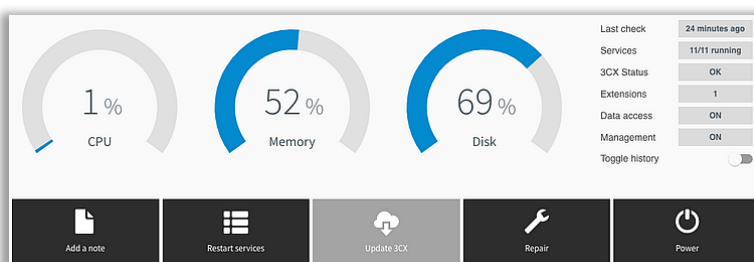 1 %
CPU
52 %
Memory
69 %
Disk
Last check 24 minutes ago
Services 11/11 running
3CX Status OK
Extensions 1
Data access ON
Management ON
Toggle history
Add a note
Restart services
Update 3CX
Repair
Power